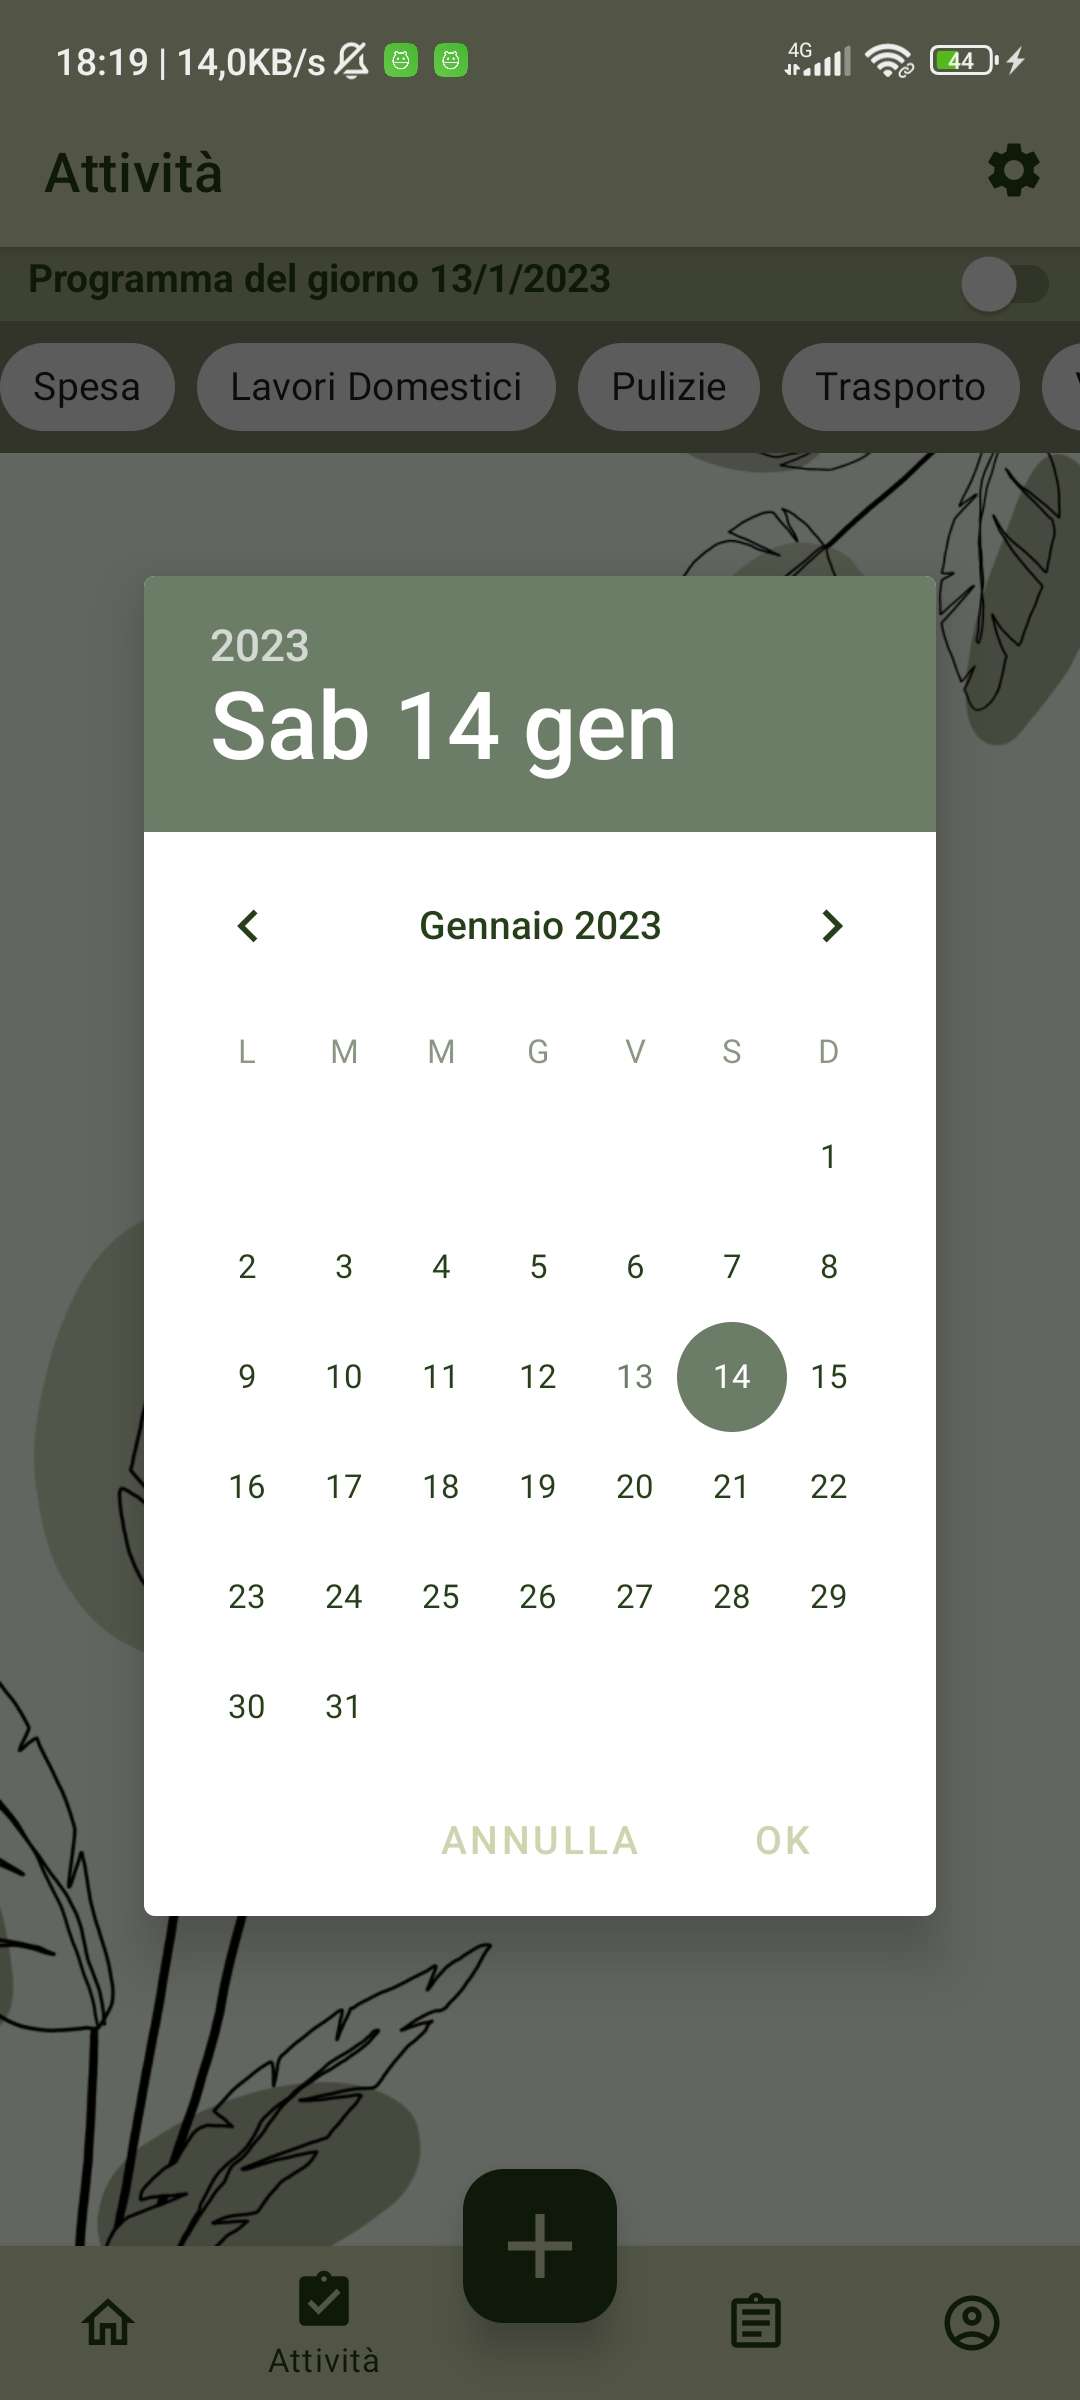 18:19 | 14,0KB/s 4G 44
Attività
Programma del giorno 13/1/2023
Spesa Lavori Domestici Pulizie Trasporto
2023
Sab 14 gen
Gennaio 2023
L M M G V S D
1
2 3 4 5 6 7 8
9 10 11 12 13 14 15
16 17 18 19 20 21 22
23 24 25 26 27 28 29
30 31
ANNULLA OK
Attività